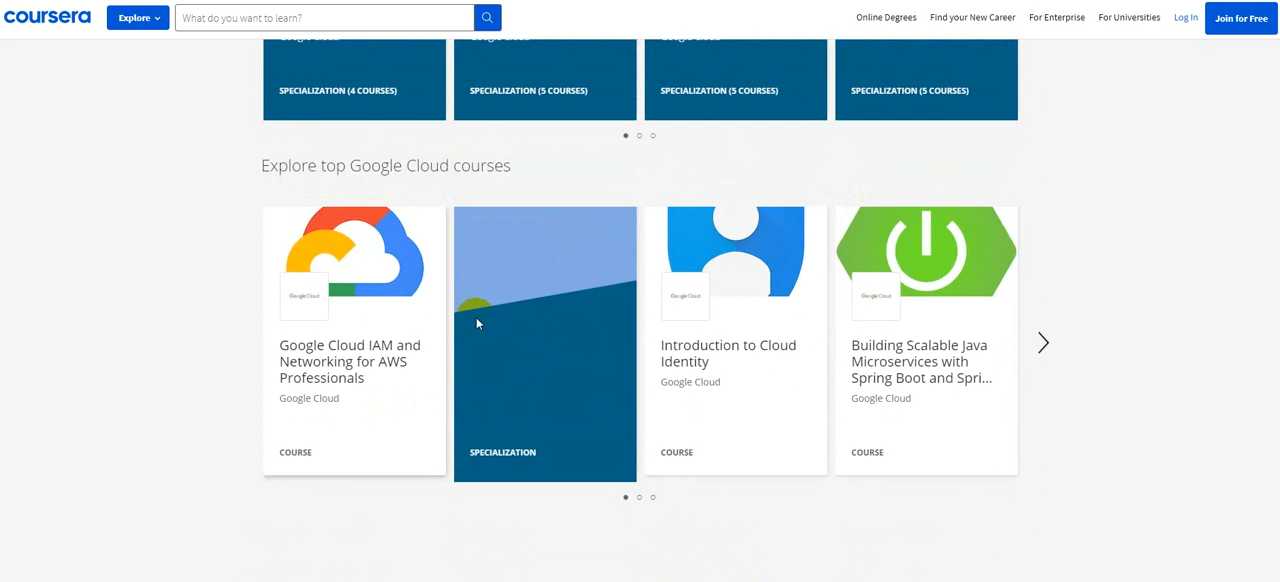 coursera
Explore
What do you want to learn?
Online Degrees
Find your New Career
For Enterprise
For Universities
Log In
Join for Free
SPECIALIZATION (4 COURSES)
SPECIALIZATION (5 COURSES)
SPECIALIZATION (5 COURSES)
SPECIALIZATION (5 COURSES)
Explore top Google Cloud courses
Google Cloud
Google Cloud IAM and
Networking for AWS
Professionals
Google Cloud
COURSE
SPECIALIZATION
Google Cloud
Introduction to Cloud
Identity
Google Cloud
COURSE
Google Cloud
Building Scalable Java
Microservices with
Spring Boot and Spri...
Google Cloud
COURSE